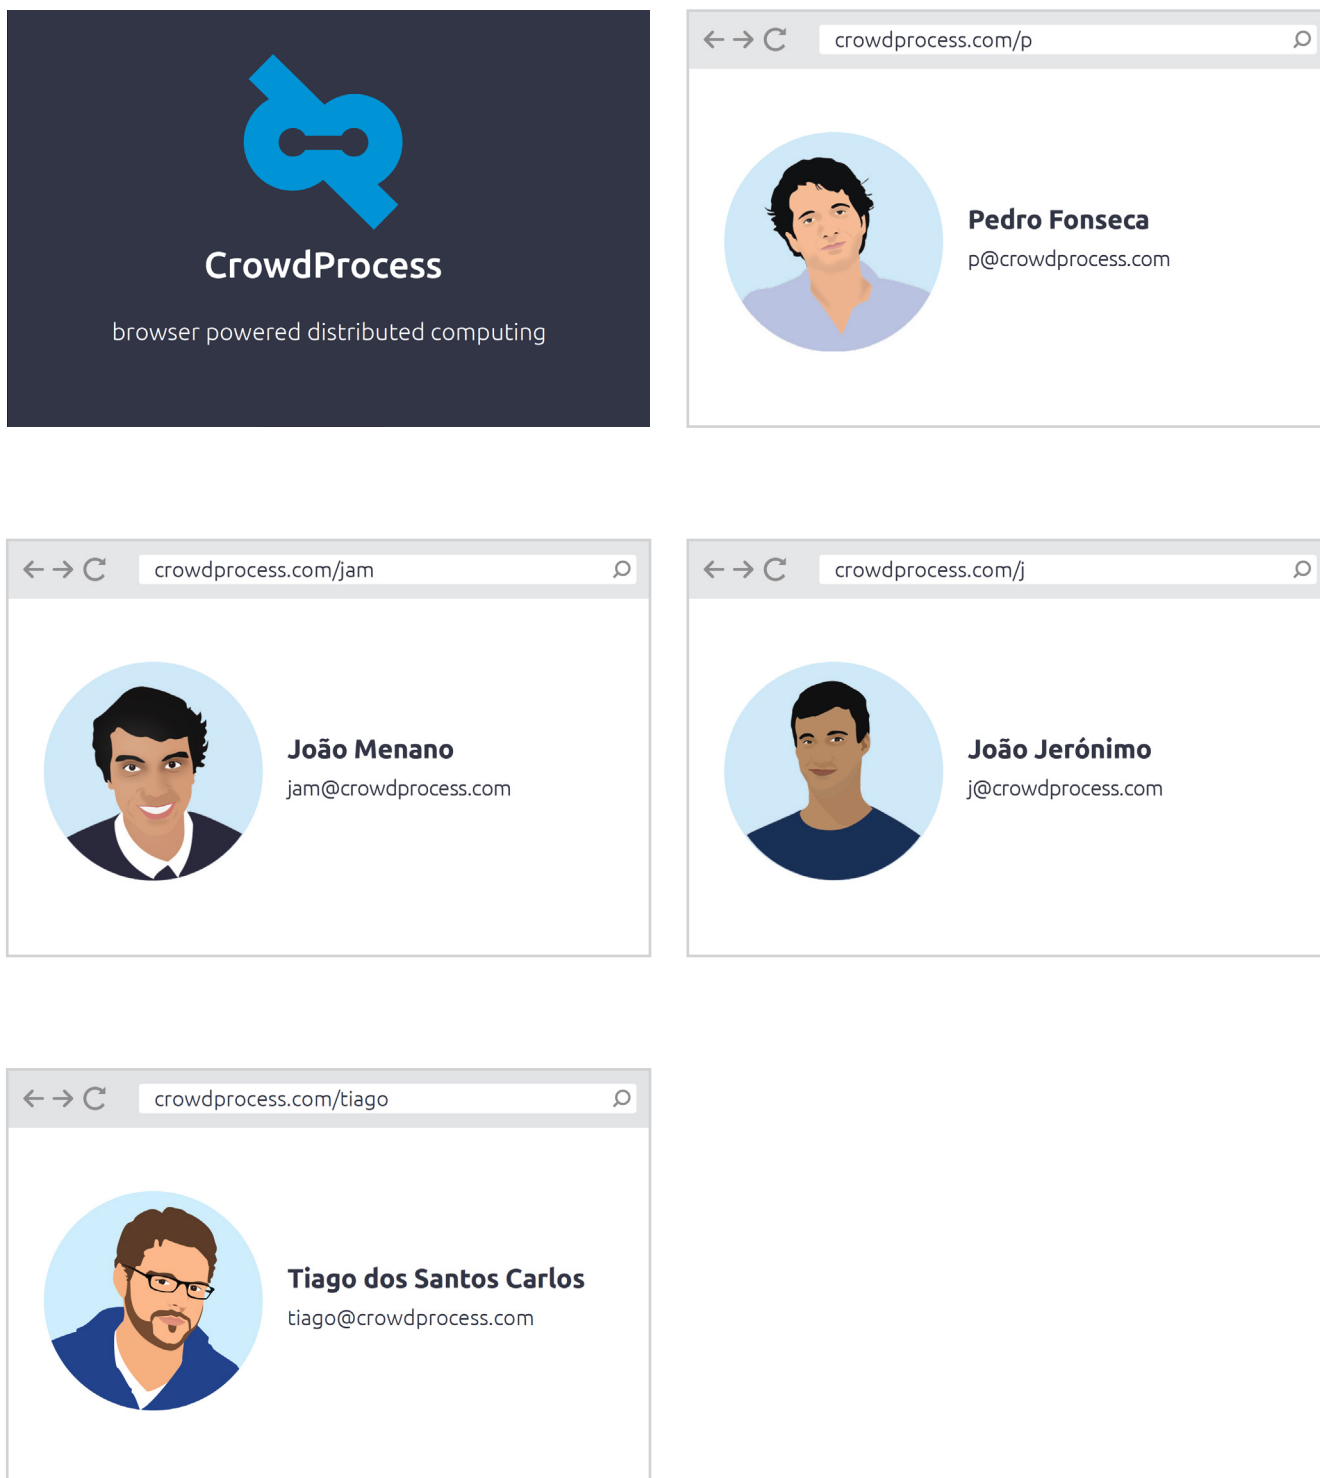 CrowdProcess
browser powered distributed computing
crowdprocess.com/p
Pedro Fonseca
p@crowdprocess.com
crowdprocess.com/jam
João Menano
jam@crowdprocess.com
crowdprocess.com/j
João Jerónimo
j@crowdprocess.com
crowdprocess.com/tiago
Tiago dos Santos Carlos
tiago@crowdprocess.com